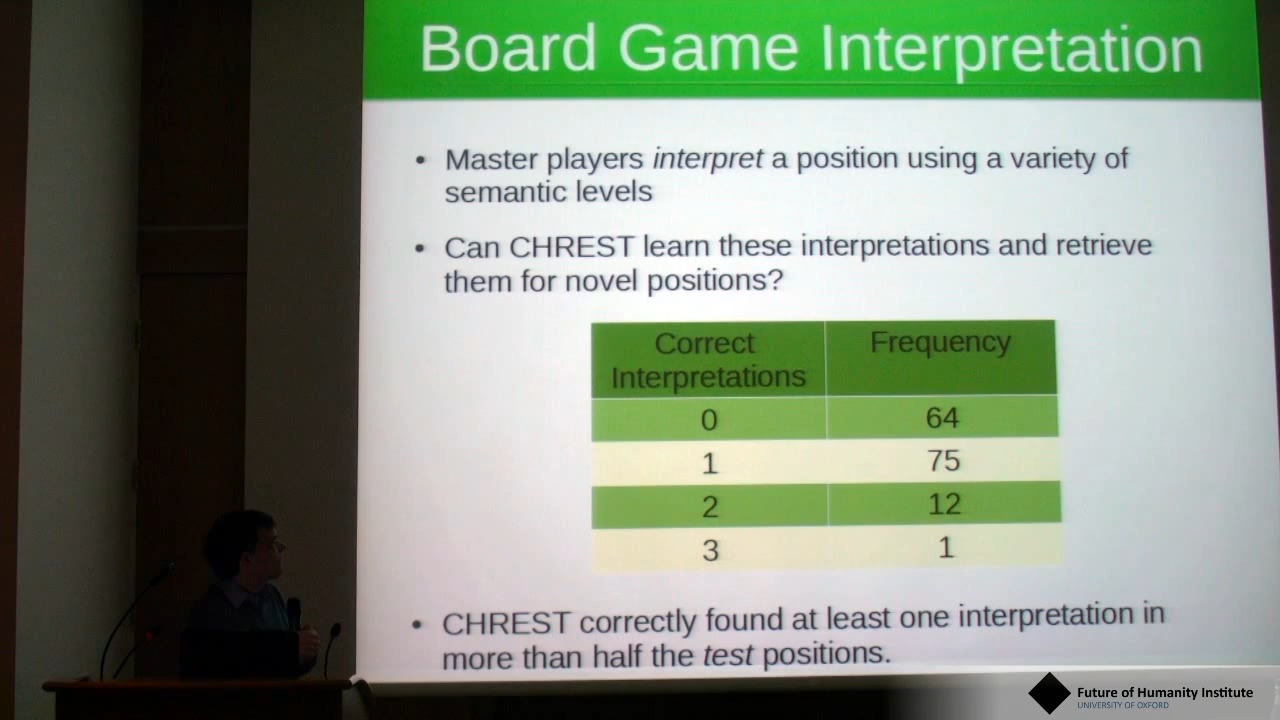 Board Game Interpretation
• Master players interpret a position using a variety of
semantic levels
• Can CHREST learn these interpretations and retrieve
them for novel positions?
Correct
Interpretations
Frequency
0 64
1 75
2 12
3 1
• CHREST correctly found at least one interpretation in
more than half the test positions.
Future of Humanity Institute
UNIVERSITY OF OXFORD